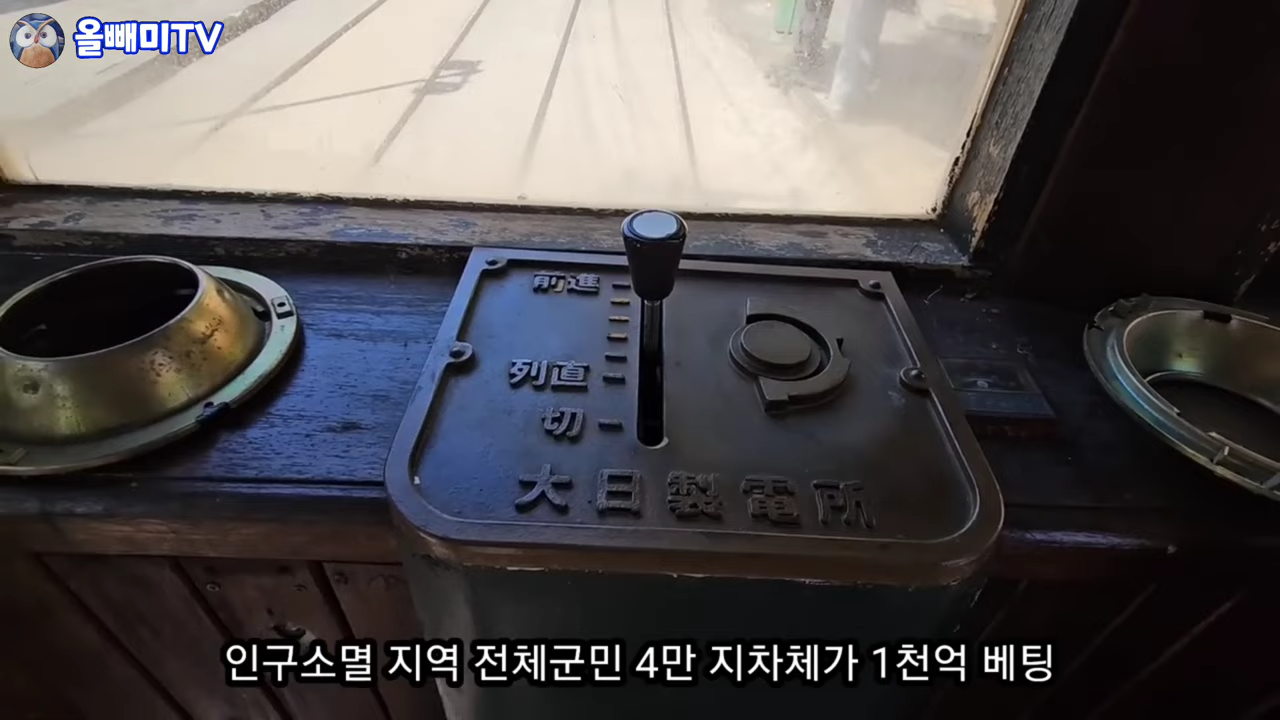 올빼미TV
前進
列直
切
大日製電所
인구소멸 지역 전체군민 4만 지차체가 1천억 베팅